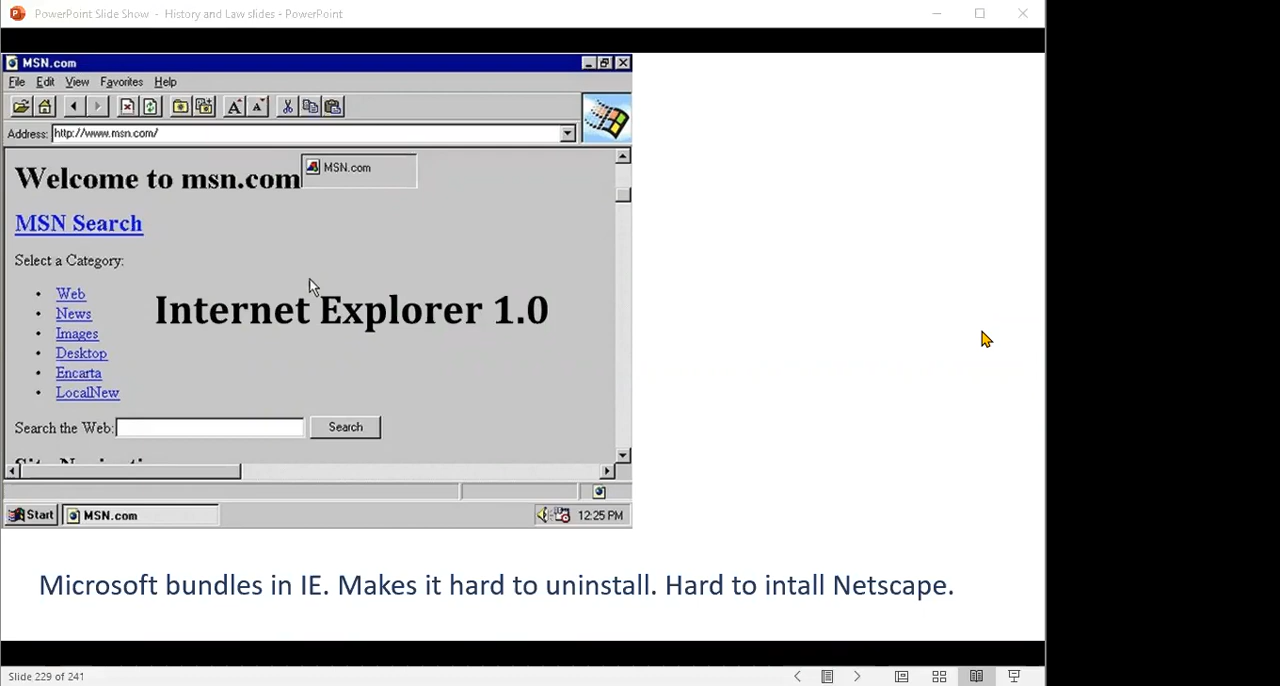 PowerPoint Slide Show - History and Law slides - PowerPoint
MSN.com
File Edit View Favorites Help
Address: http://www.msn.com/
Welcome to msn.com
MSN.com
MSN Search
Select a Category:
Web
Internet Explorer 1.0
News
Images
Desktop
Encarta
LocalNew
Search the Web: Search
Start MSN.com 12:25 PM
Microsoft bundles in IE. Makes it hard to uninstall. Hard to intall Netscape.
Slide 229 of 241